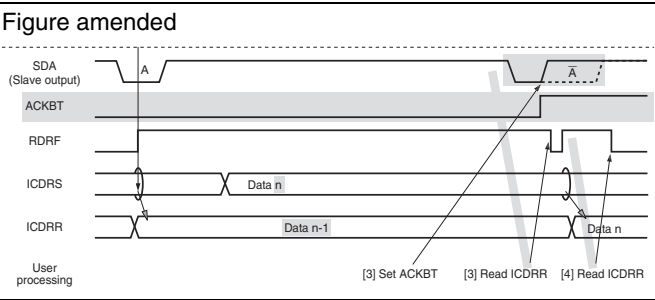 Figure amended
SDA
(Slave output)
A
A̅
ACKBT
RDRF
ICDRS
Data n
ICDRR
Data n-1
Data n
User
processing
[3] Set ACKBT
[3] Read ICDRR
[4] Read ICDRR